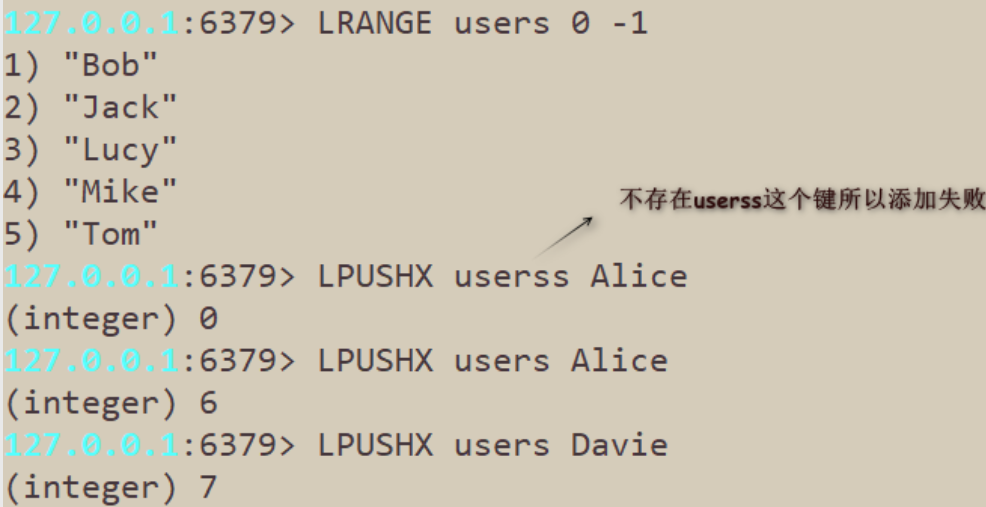 127.0.0.1:6379> LRANGE users 0 -1
1) "Bob"
2) "Jack"
3) "Lucy"
4) "Mike"
5) "Tom"
不存在userss这个键所以添加失败
127.0.0.1:6379> LPUSHX userss Alice
(integer) 0
127.0.0.1:6379> LPUSHX users Alice
(integer) 6
127.0.0.1:6379> LPUSHX users Davie
(integer) 7